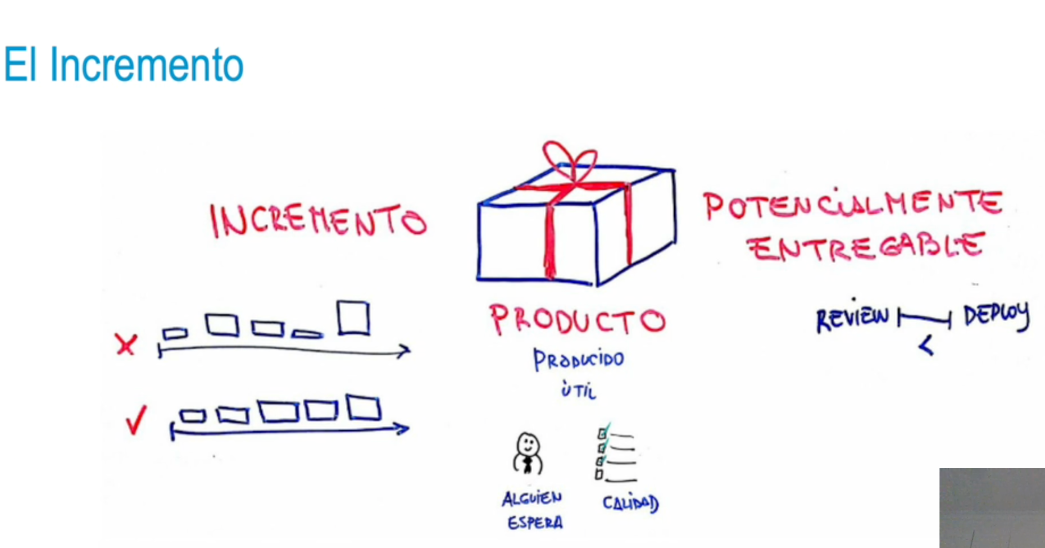 El Incremento
INCREMENTO
PRODUCTO
PRODUCIDO
ÚTIL
ALGUIEN
ESPERA
CALIDAD
POTENCIALMENTE
ENTREGABLE
REVIEW DEPLOY
<